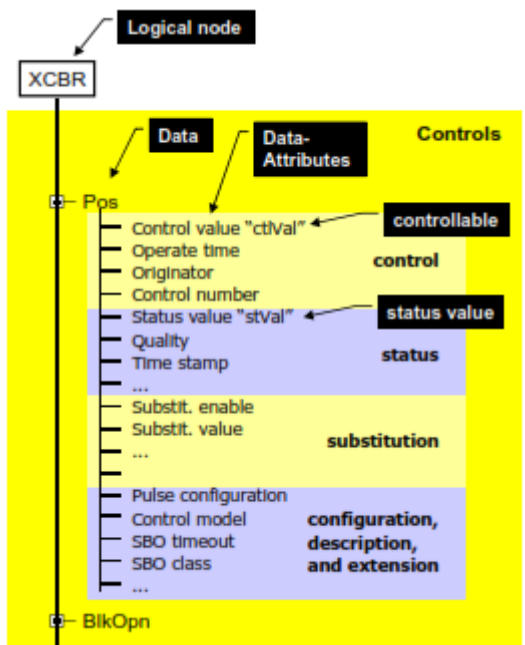 Logical node
XCBR
Data
Data-
Attributes
Controls
Pos
Control value "ctlVal"
controllable
Operate time
control
Originator
Control number
Status value "stVal"
status value
Quality
status
Time stamp
...
Substit. enable
Substit. value
substitution
...
Pulse configuration
Control model
configuration,
SBO timeout
description,
SBO class
and extension
...
BlkOpn